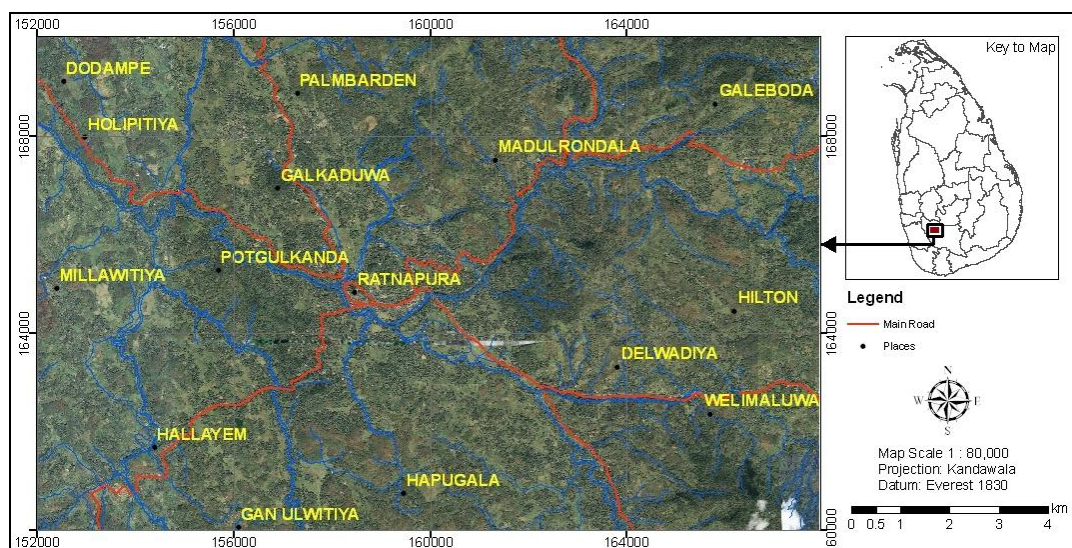 152000 156000 160000 164000
Key to Map
DODAMPE
PALMBARDEN
GALEBODA
168000
168000
HOLIPITIYA
MADULRONDALA
GALKADUWA
POTGULKANDA
MILLAWITIYA
RATNAPURA
HILTON
Legend
Main Road
Places
164000
164000
DELWADIYA
WELIMALUWA
N
W E
S
HALLAYEM
HAPUGALA
GAN ULWITIYA
Map Scale 1 : 80,000
Projection: Kandawala
Datum: Everest 1830
km
0 0.5 1 2 3 4
60000
152000 156000 160000 164000